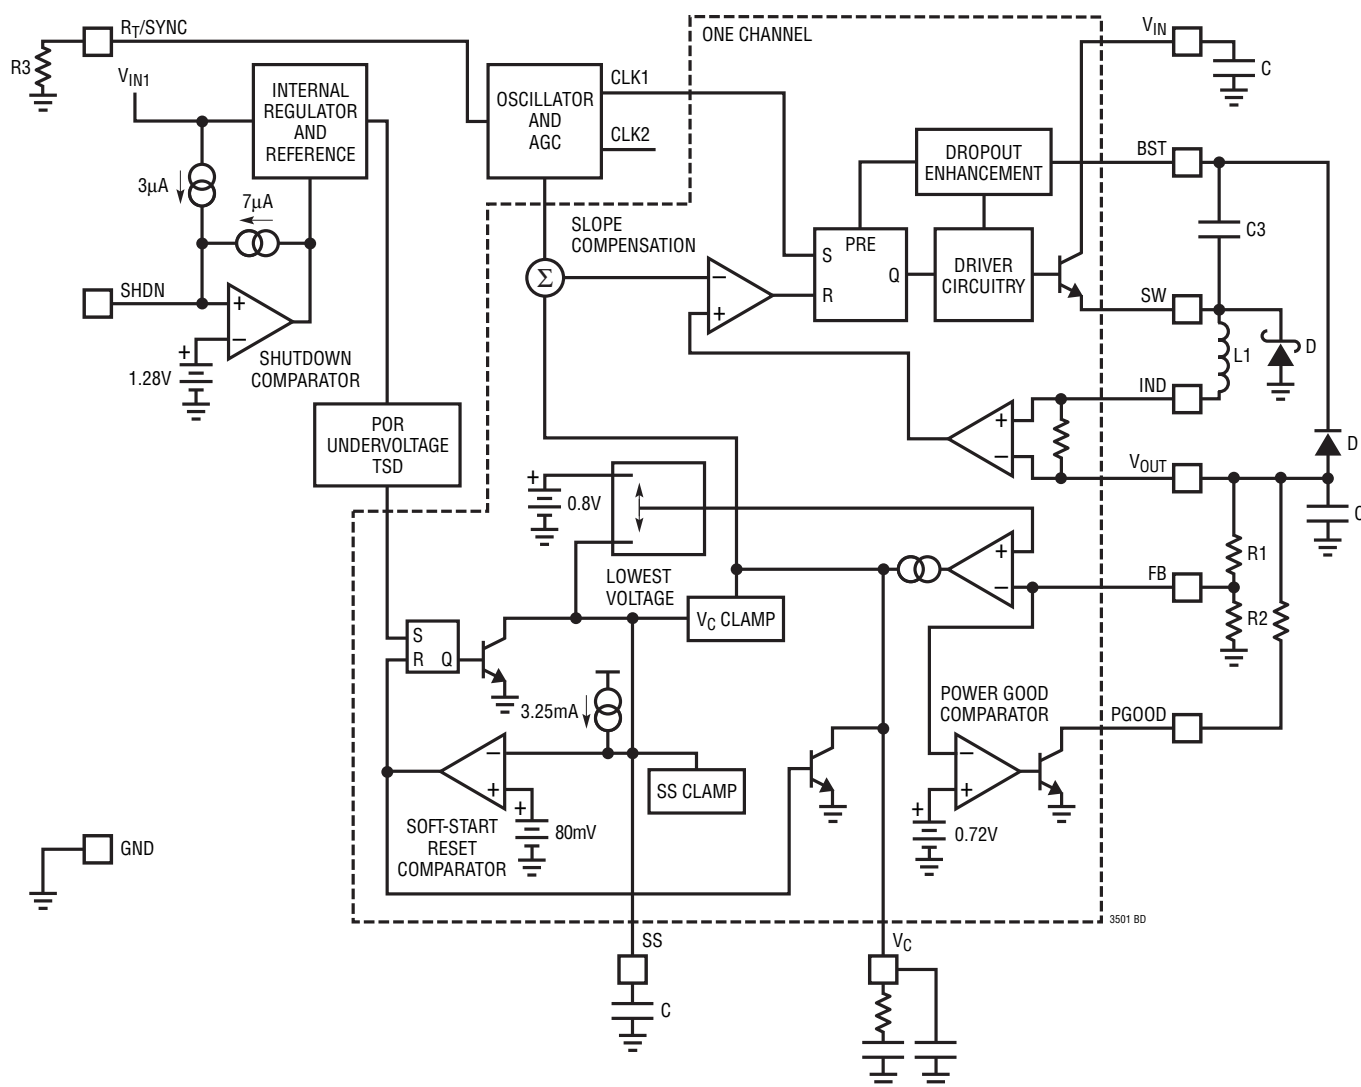 R3
RT/SYNC
VIN1
INTERNAL
REGULATOR
AND
REFERENCE
3µA
7µA
SHDN
+
−
+
1.28V
SHUTDOWN
COMPARATOR
POR
UNDERVOLTAGE
TSD
OSCILLATOR
AND
AGC
CLK1
CLK2
ONE CHANNEL
SLOPE
COMPENSATION
Σ
−
+
S
PRE
R
Q
DROPOUT
ENHANCEMENT
DRIVER
CIRCUITRY
VIN
C
BST
C3
SW
L1
D
IND
+
−
VOUT
D
C
+
0.8V
LOWEST
VOLTAGE
+
−
FB
R1
R2
VC CLAMP
S
R
Q
3.25mA
POWER GOOD
COMPARATOR
PGOOD
−
+
SS CLAMP
−
+
+
0.72V
+
80mV
SOFT-START
RESET
COMPARATOR
GND
3501 BD
SS
C
VC